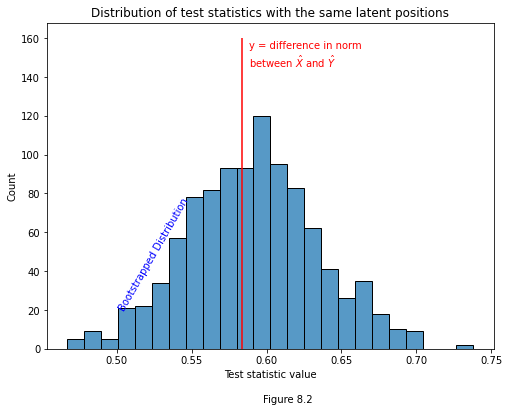 Distribution of test statistics with the same latent positions
160
140
120
100
80
60
40
20
0
Count
y = difference in norm
between X̂ and Ŷ
Bootstrapped Distribution
0.50 0.55 0.60 0.65 0.70 0.75
Test statistic value
Figure 8.2